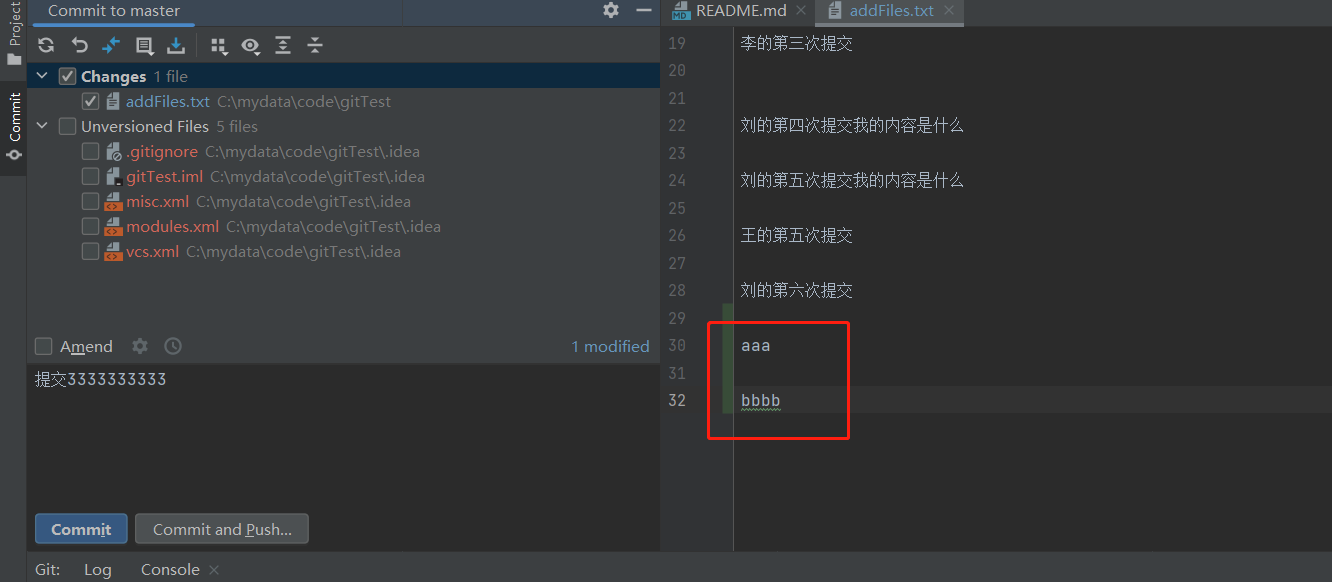 Project
Commit
Commit to master
Changes 1 file
addFiles.txt C:\mydata\code\gitTest
Unversioned Files 5 files
.gitignore C:\mydata\code\gitTest\.idea
gitTest.iml C:\mydata\code\gitTest\.idea
misc.xml C:\mydata\code\gitTest\.idea
modules.xml C:\mydata\code\gitTest\.idea
vcs.xml C:\mydata\code\gitTest\.idea
Amend 1 modified
提交3333333333
Commit Commit and Push...
Git: Log Console
MD README.md addFiles.txt
19 李的第三次提交
20
21
22 刘的第四次提交我的内容是什么
23
24 刘的第五次提交我的内容是什么
25
26 王的第五次提交
27
28 刘的第六次提交
29
30 aaa
31
32 bbbb